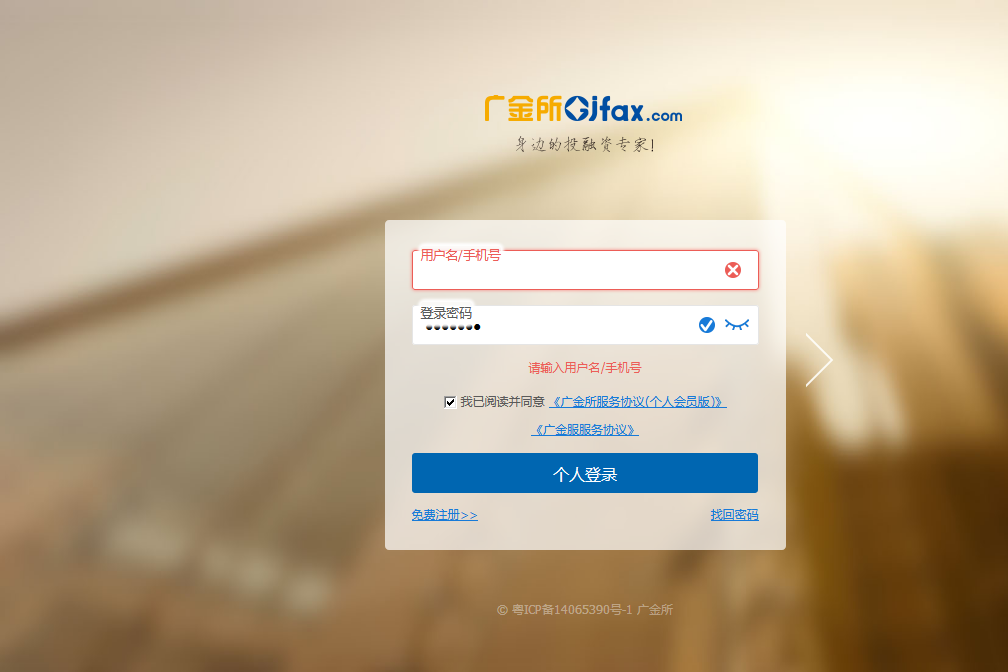 广金所Gjfax.com
身边的投融资专家!
用户名/手机号
登录密码
●●●●●●●
请输入用户名/手机号
我已阅读并同意 《广金所服务协议(个人会员版)》
《广金服服务协议》
个人登录
免费注册>> 找回密码
© 粤ICP备14065390号-1 广金所